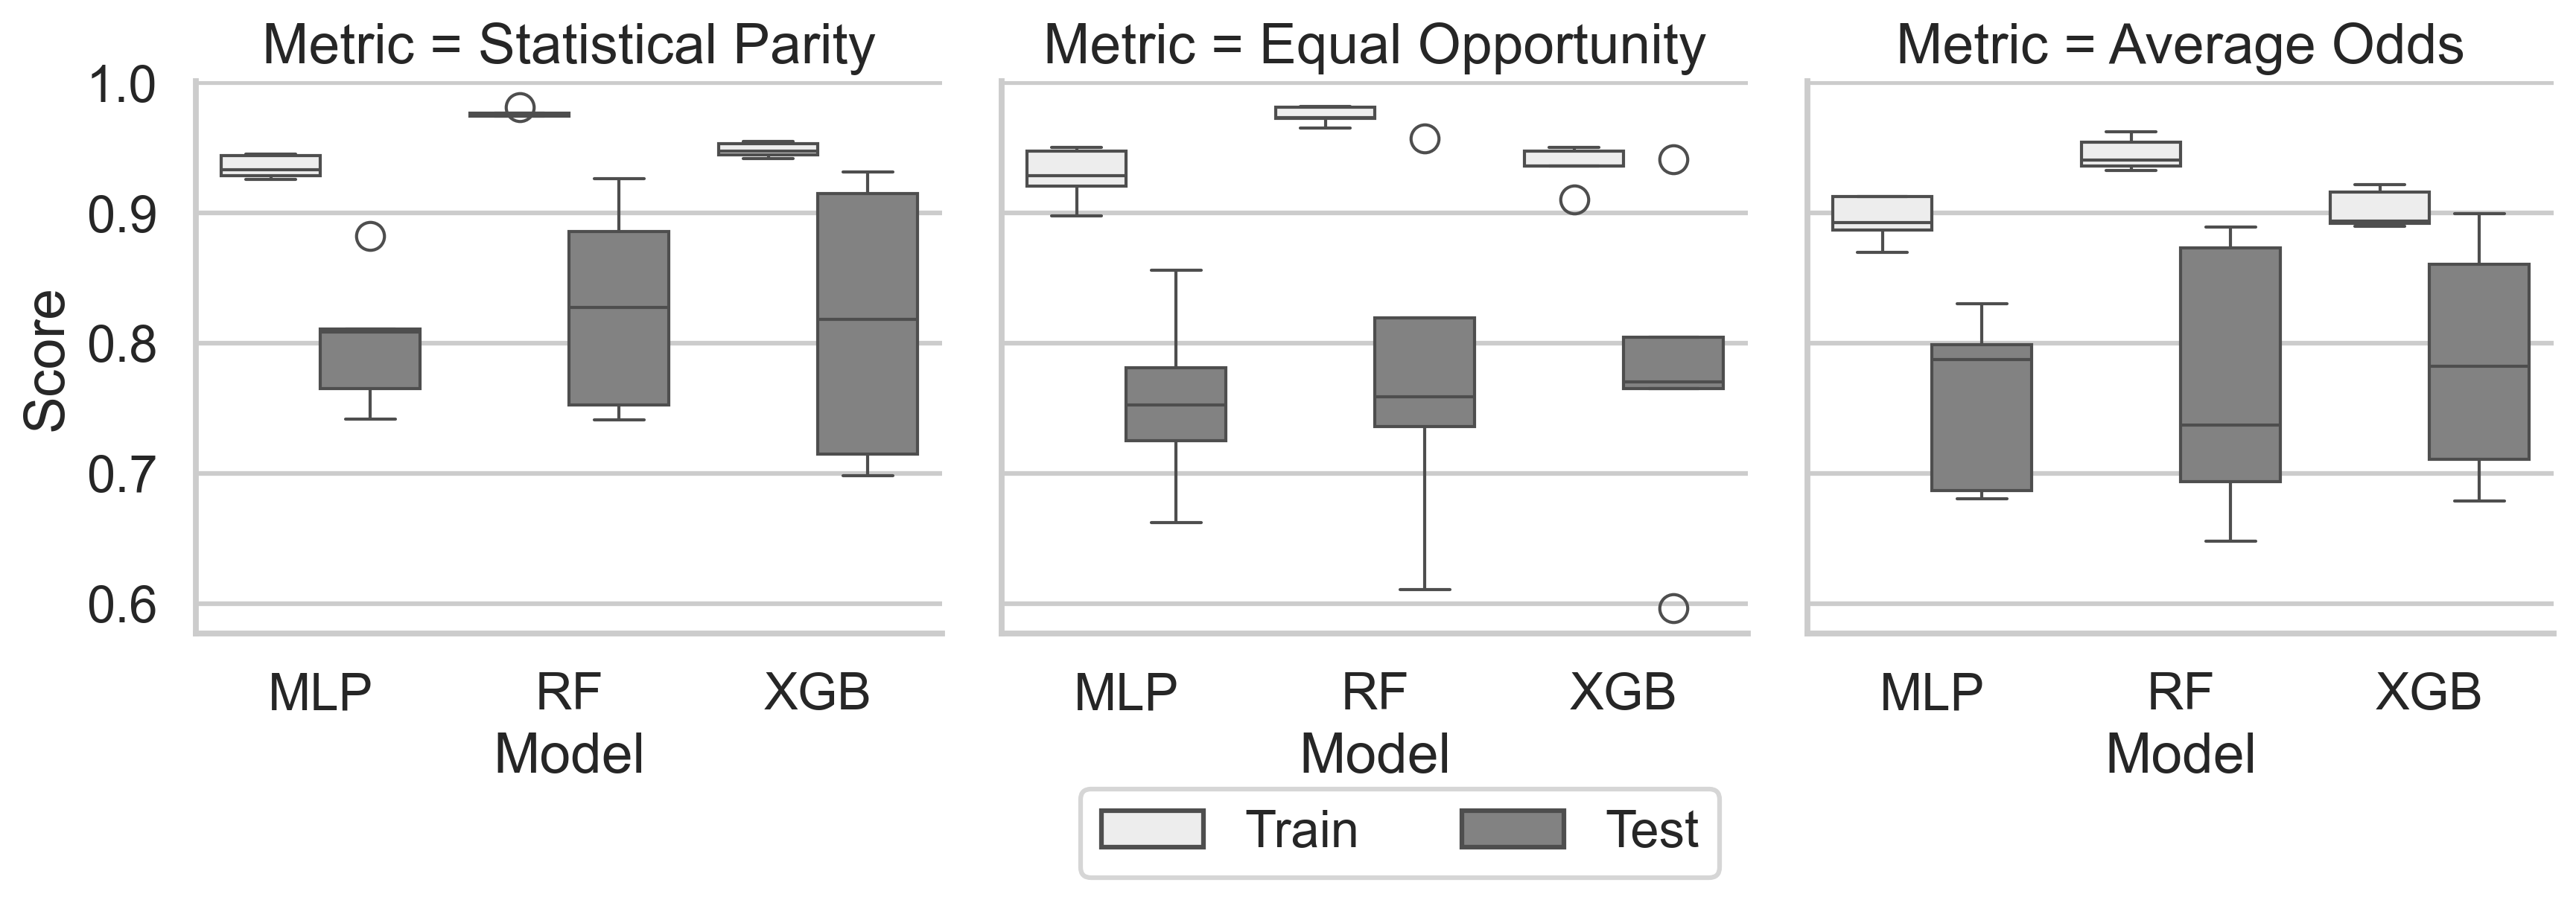 Metric = Statistical Parity
Metric = Equal Opportunity
Metric = Average Odds
1.0
0.9
0.8
0.7
0.6
Score
MLP RF XGB
MLP RF XGB
MLP RF XGB
Model
Model
Model
Train Test